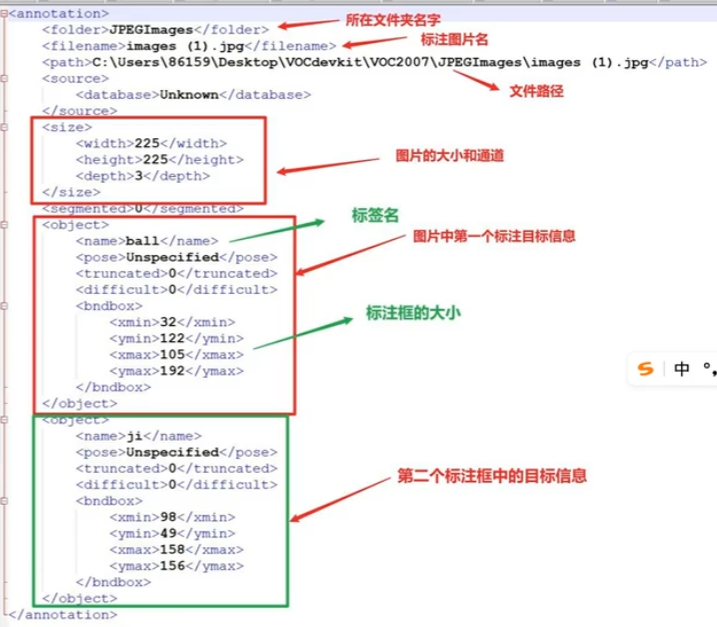 <annotation>
<folder>JPEGImages</folder>
所在文件夹名字
<filename>images (1).jpg</filename>
标注图片名
<path>C:\Users\86159\Desktop\VOCdevkit\VOC2007\JPEGImages\images (1).jpg</path>
<source>
文件路径
<database>Unknown</database>
</source>
<size>
<width>225</width>
<height>225</height>
图片的大小和通道
<depth>3</depth>
</size>
<segmented>0</segmented>
<object>
标签名
<name>ball</name>
图片中第一个标注目标信息
<pose>Unspecified</pose>
<truncated>0</truncated>
<difficult>0</difficult>
<bndbox>
标注框的大小
<xmin>32</xmin>
<ymin>122</ymin>
<xmax>105</xmax>
<ymax>192</ymax>
中 °,
</bndbox>
</object>
<object>
<name>ji</name>
<pose>Unspecified</pose>
<truncated>0</truncated>
第二个标注框中的目标信息
<difficult>0</difficult>
<bndbox>
<xmin>98</xmin>
<ymin>49</ymin>
<xmax>158</xmax>
<ymax>156</ymax>
</bndbox>
</object>
</annotation>